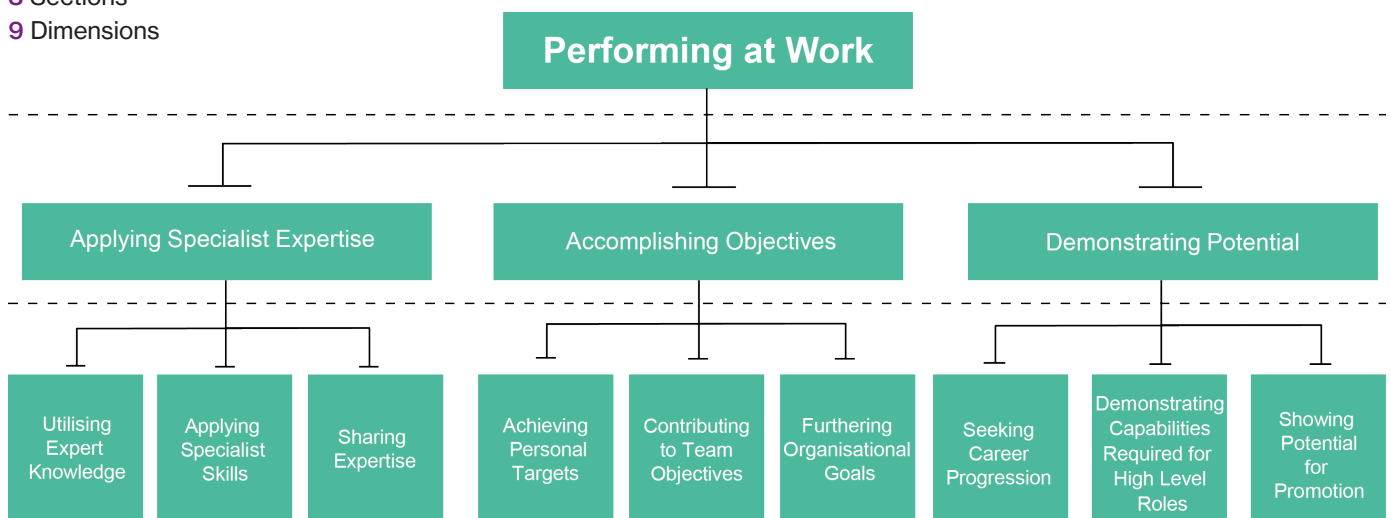 9 Dimensions
Performing at Work
Applying Specialist Expertise
Accomplishing Objectives
Demonstrating Potential
Utilising
Expert
Knowledge
Applying
Specialist
Skills
Sharing
Expertise
Achieving
Personal
Targets
Contributing
to Team
Objectives
Furthering
Organisational
Goals
Seeking
Career
Progression
Demonstrating
Capabilities
Required for
High Level
Roles
Showing
Potential
for
Promotion